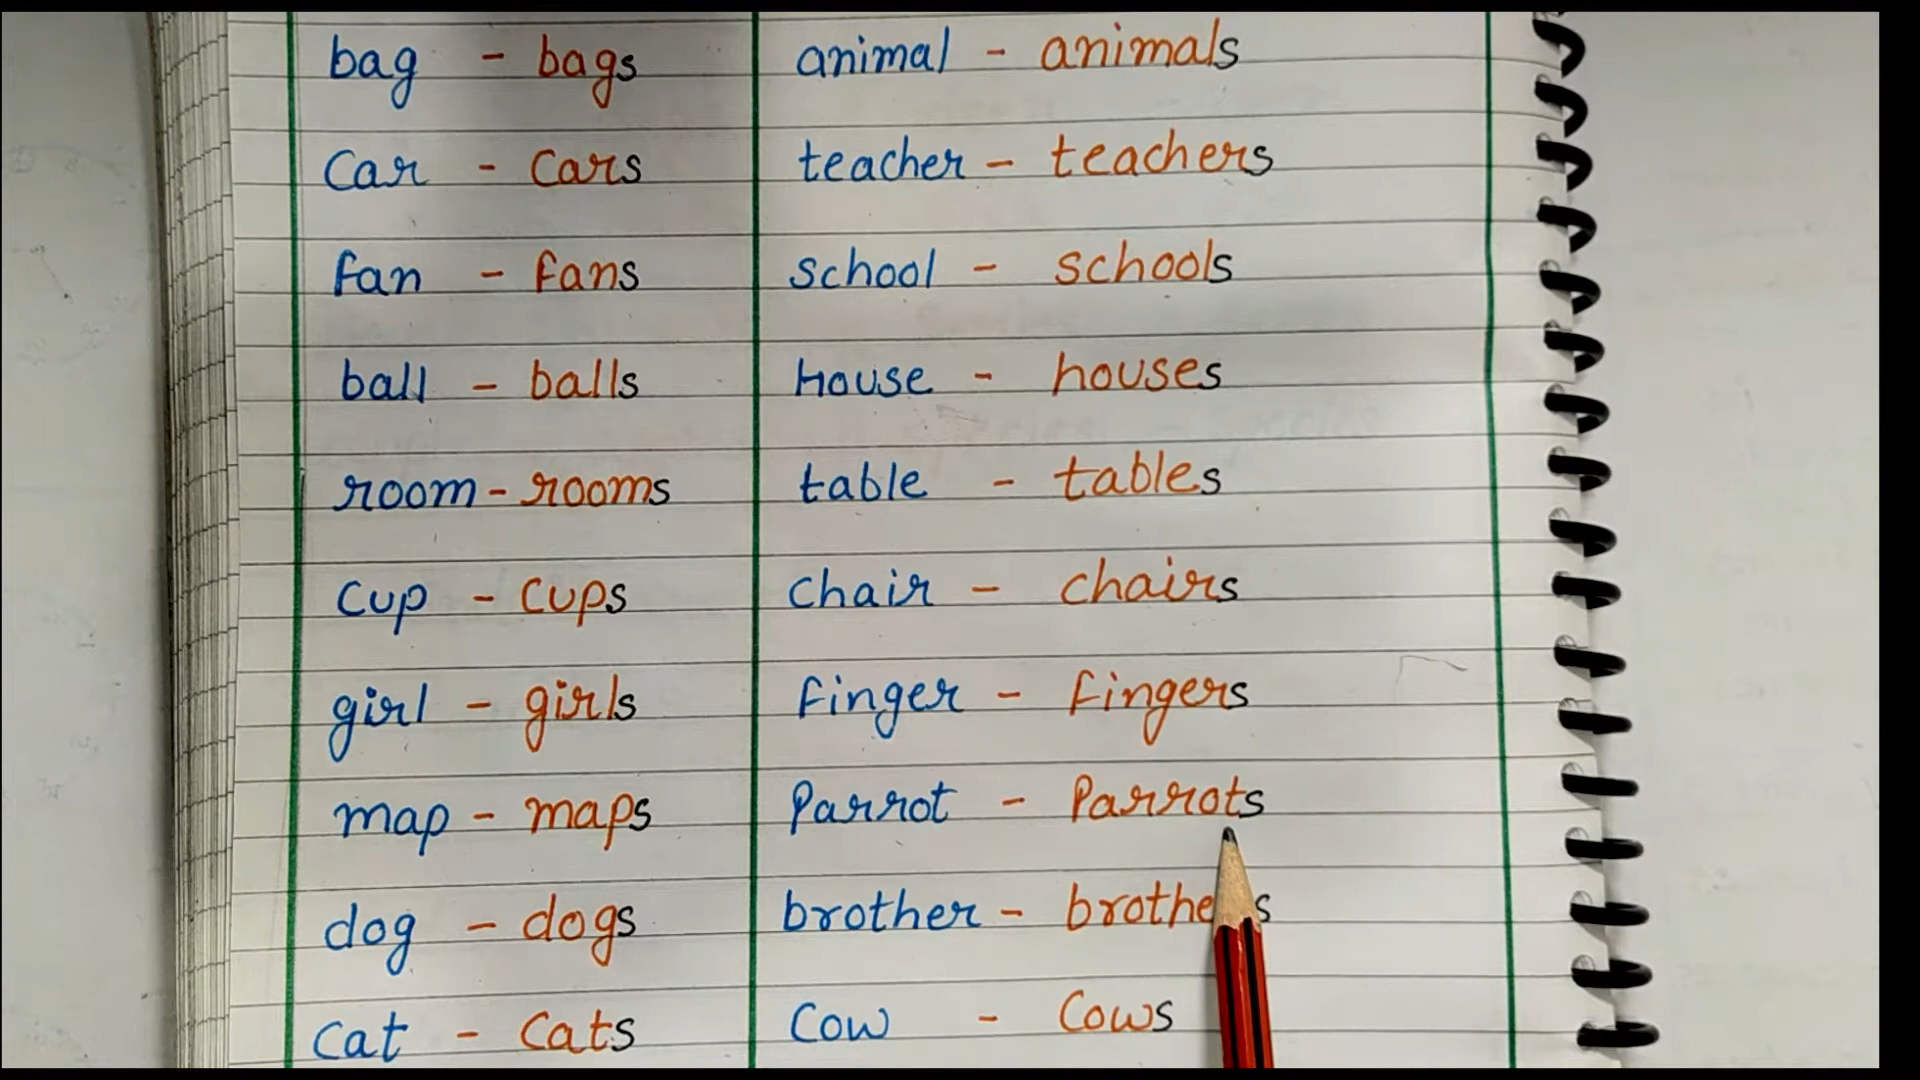 bag - bags animal - animals
Car - Cars teacher - teachers
fan - fans school - schools
ball - balls house - houses
room - rooms table - tables
cup - cups chair - chairs
girl - girls finger - fingers
map - maps Parrot - Parrots
dog - dogs brother - brothers
cat - cats Cow - Cows